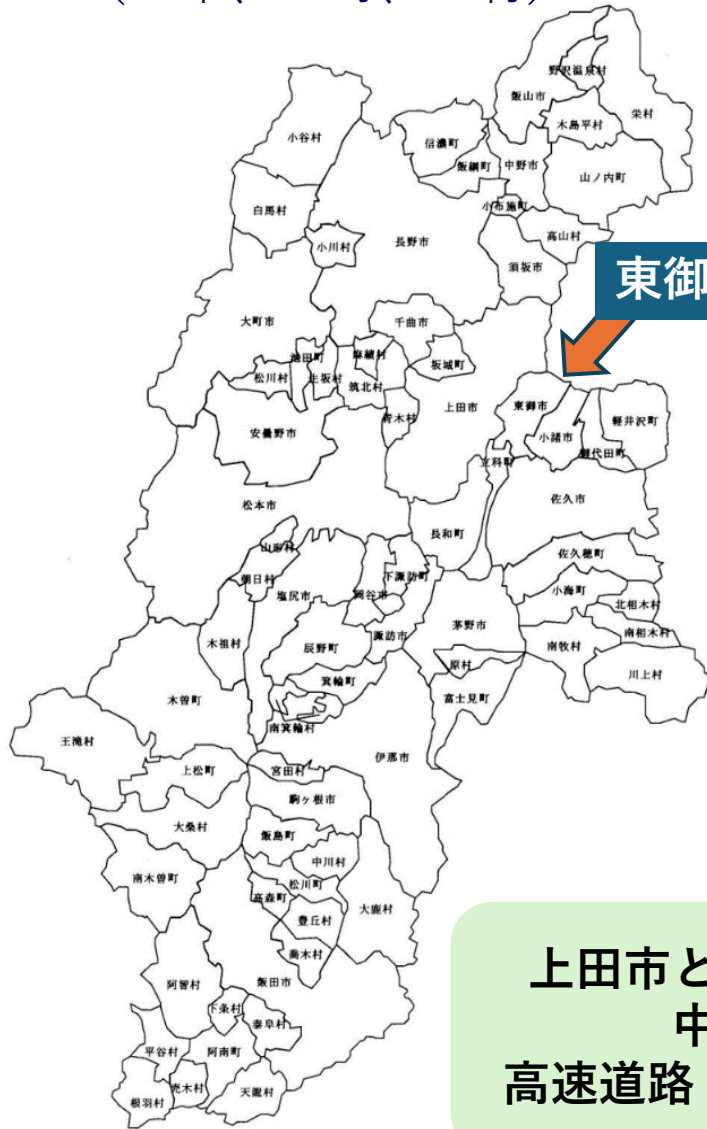 野沢温泉村
飯山市
栄村
木島平村
小谷村
信濃町
飯綱町
中野市
山ノ内町
白馬村
小布施町
高山村
小川村
長野市
須坂市
東御
大町市
千曲市
池田町
麻績村
坂城町
松川村
生坂村
筑北村
青木村
上田市
東御市
軽井沢町
小諸市
安曇野市
御代田町
立科町
佐久市
松本市
長和町
山形村
佐久穂町
朝日村
下諏訪町
塩尻市
岡谷市
小海町
北相木村
木祖村
諏訪市
茅野市
南相木村
辰野町
南牧村
原村
川上村
箕輪町
木曽町
富士見町
王滝村
南箕輪村
伊那市
上松町
宮田村
駒ヶ根市
大桑村
飯島町
中川村
南木曽町
松川町
高森町
大鹿村
豊丘村
喬木村
阿智村
飯田市
下条村
泰阜村
平谷村
阿南町
売木村
天龍村
根羽村
上田市と
中
高速道路